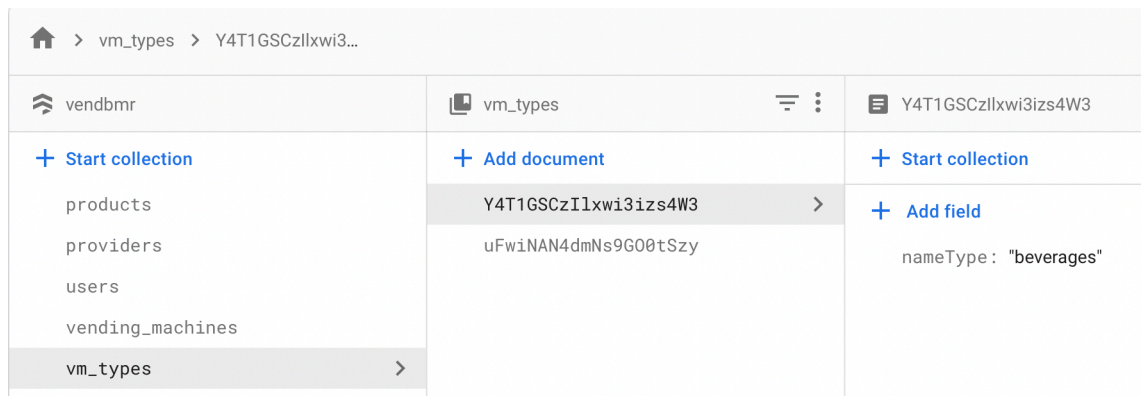 vm_types Y4T1GSCzIlxwi3…
vendbmr
Start collection
products
providers
users
vending_machines
vm_types
vm_types
Add document
Y4T1GSCzIlxwi3izs4W3
uFwiNAN4dmNs9GO0tSzy
Y4T1GSCzIlxwi3izs4W3
Start collection
Add field
nameType: "beverages"